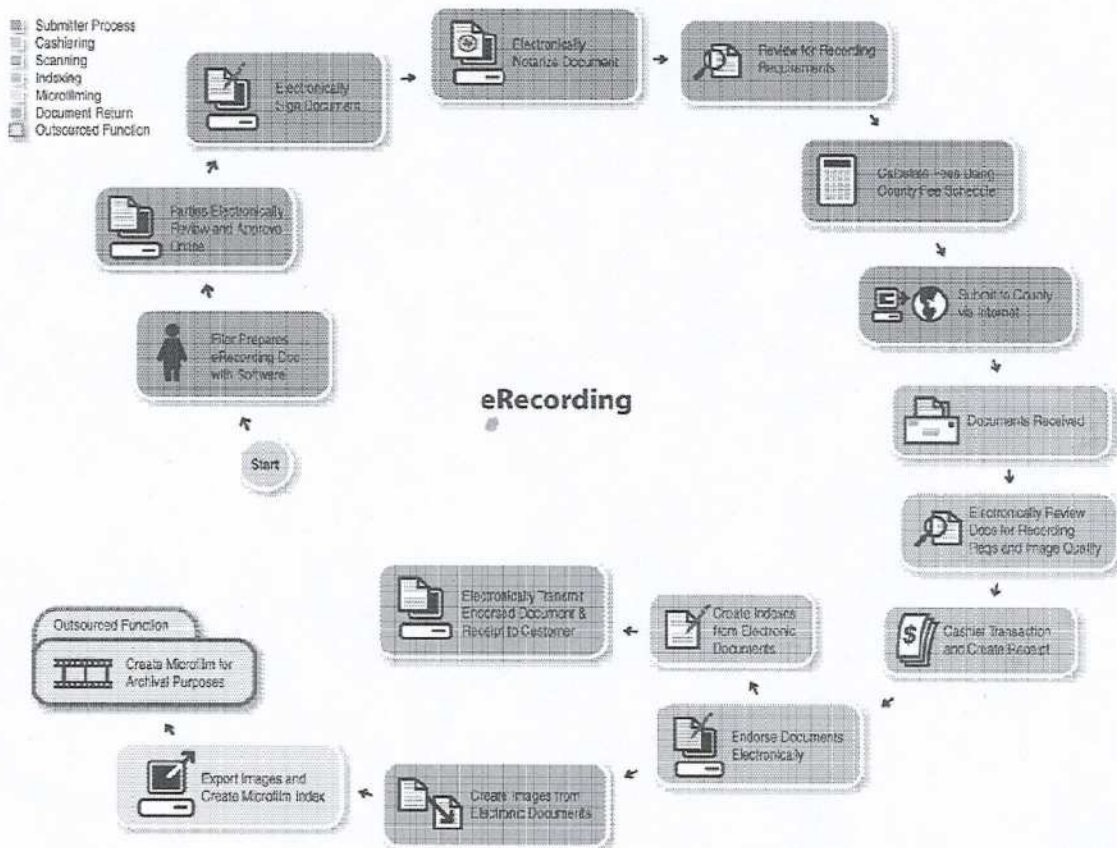 Submitter Process
Cashiering
Scanning
Indexing
Microfilming
Document Return
Outsourced Function
Electronically
Sign Document
Electronically
Notarize Document
Review for Recording
Requirements
Calculate Fees Using
County Fee Schedule
Submit to County
via Internet
Documents Received
Electronically Review
Docs for Recording
Reqs and Image Quality
Cashier Transaction
and Create Receipt
Endorse Documents
Electronically
Create Indexes
from Electronic
Documents
Electronically Transmit
Endorsed Document &
Receipt to Customer
Create Images from
Electronic Documents
Export Images and
Create Microfilm Index
Outsourced Function
Create Microfilm for
Archival Purposes
Parties Electronically
Review and Approve
Online
Filer Prepares
eRecording Doc
with Software
Start
eRecording